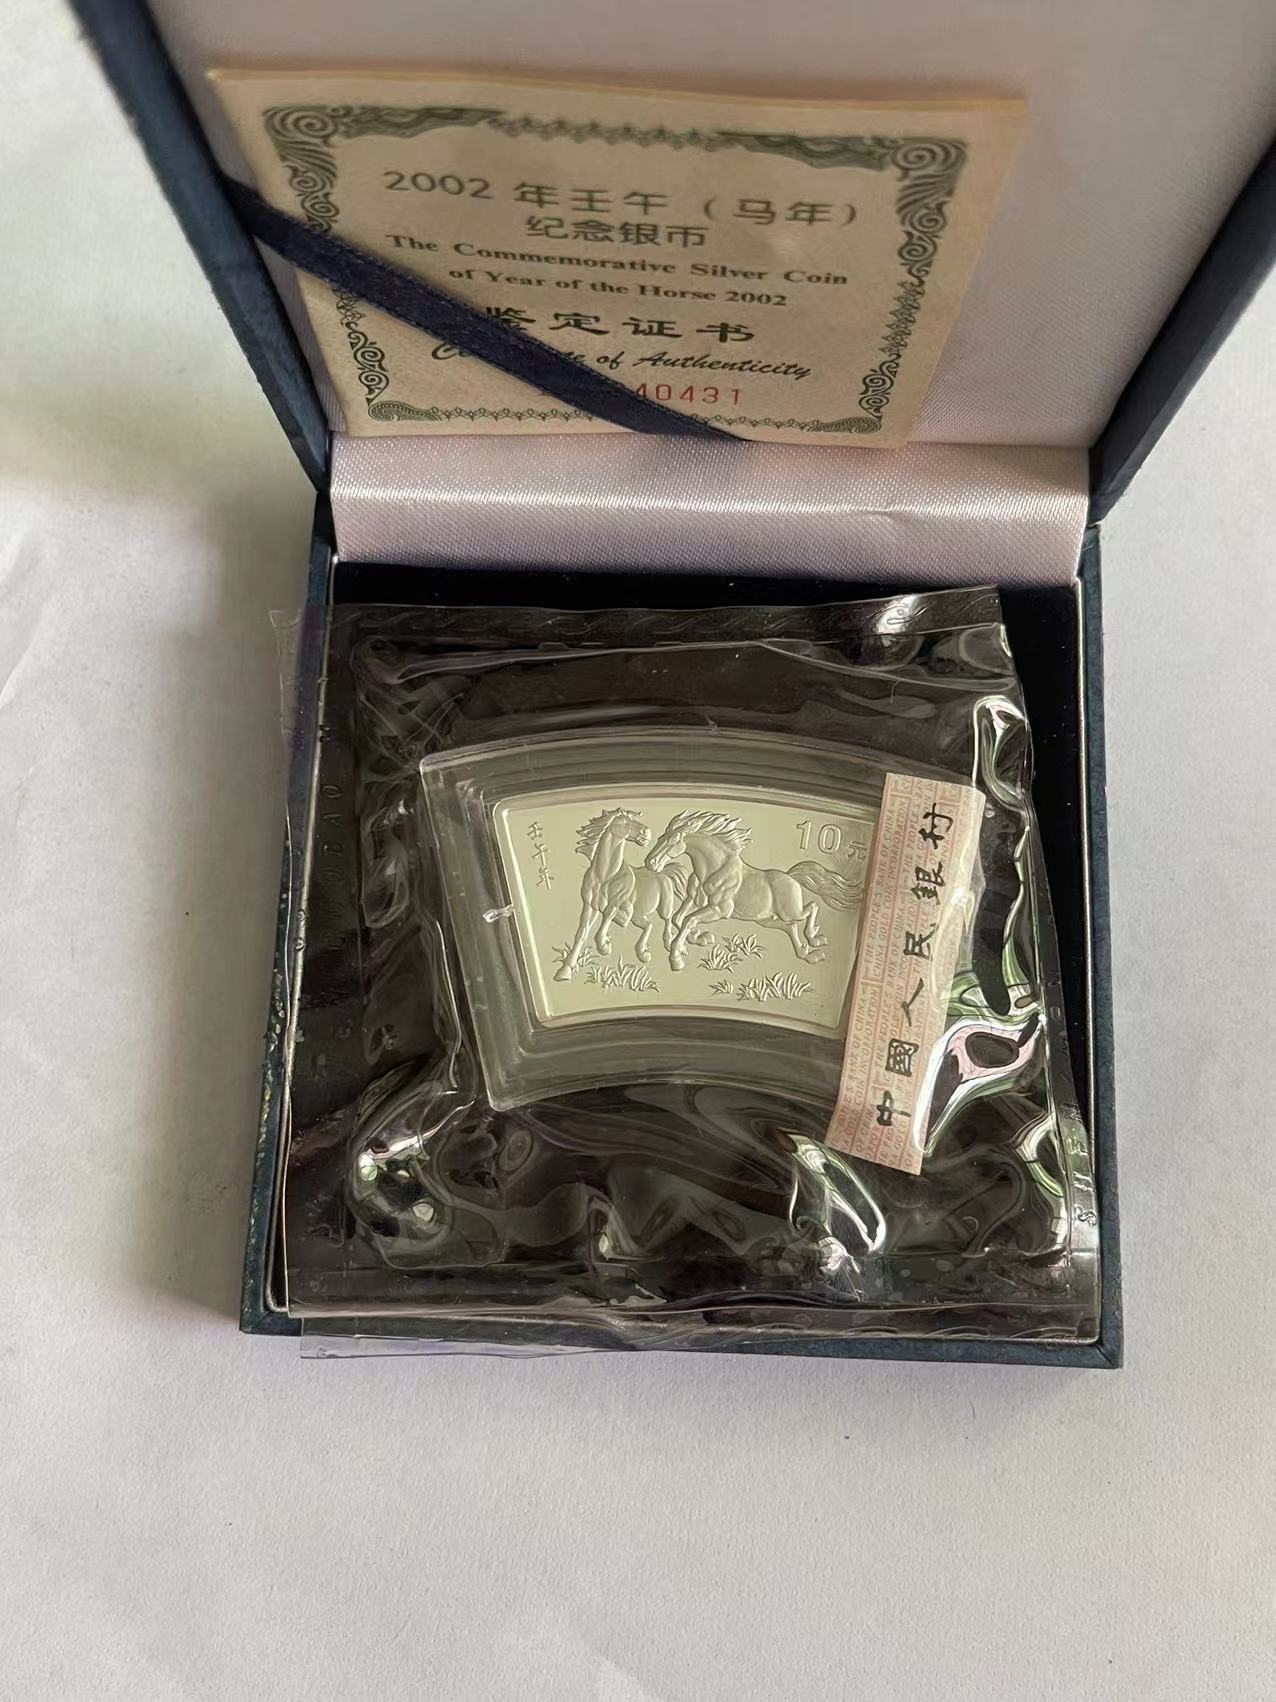 2002 年壬午（马年）
纪念银币
The Commemorative Silver Coin
of Year of the Horse 2002
鉴定证书
of Authenticity
40431
壬午年
10元
中國人民銀行